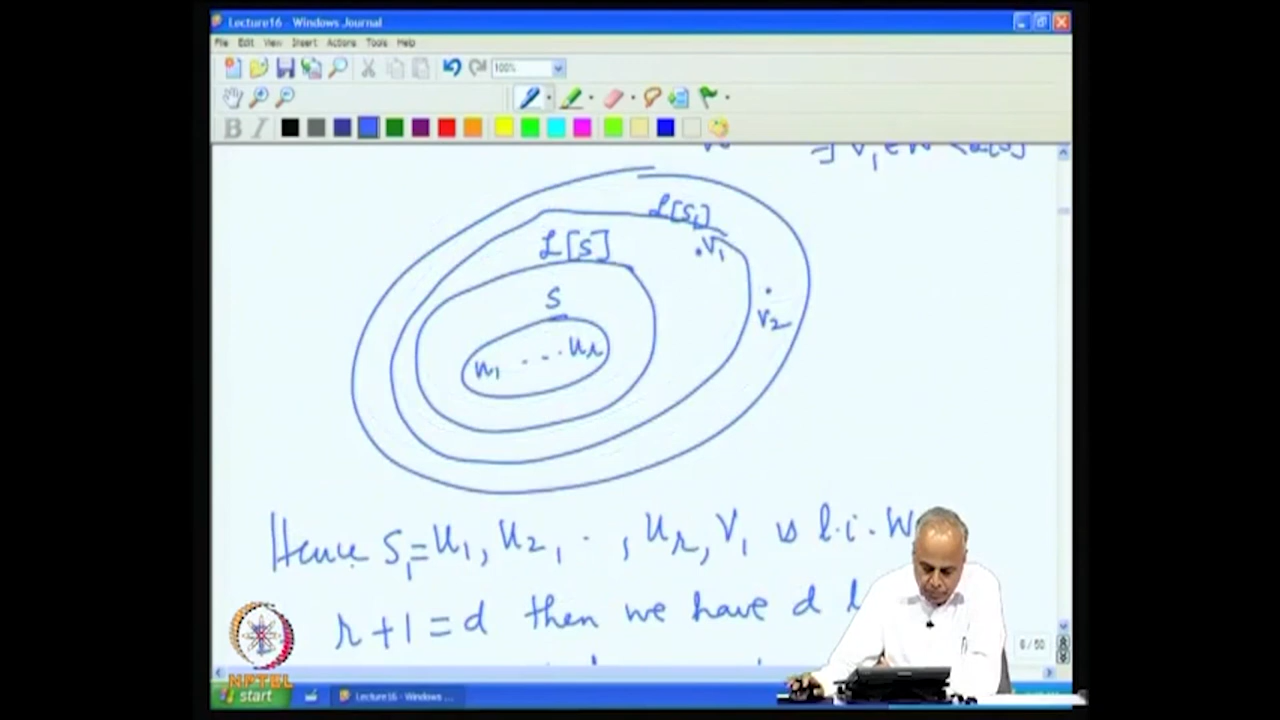 Lecture16 - Windows Journal
File Edit View Insert Actions Tools Help
100%
B I
L[S1]
.v1
L[S]
S
v2
u1 . . . ur
Hence S1=u1, u2, . , ur, v1 is l.i. W
r+1=d then we have d l
6/50
NPTEL
start
Lecture16 - Windows ...